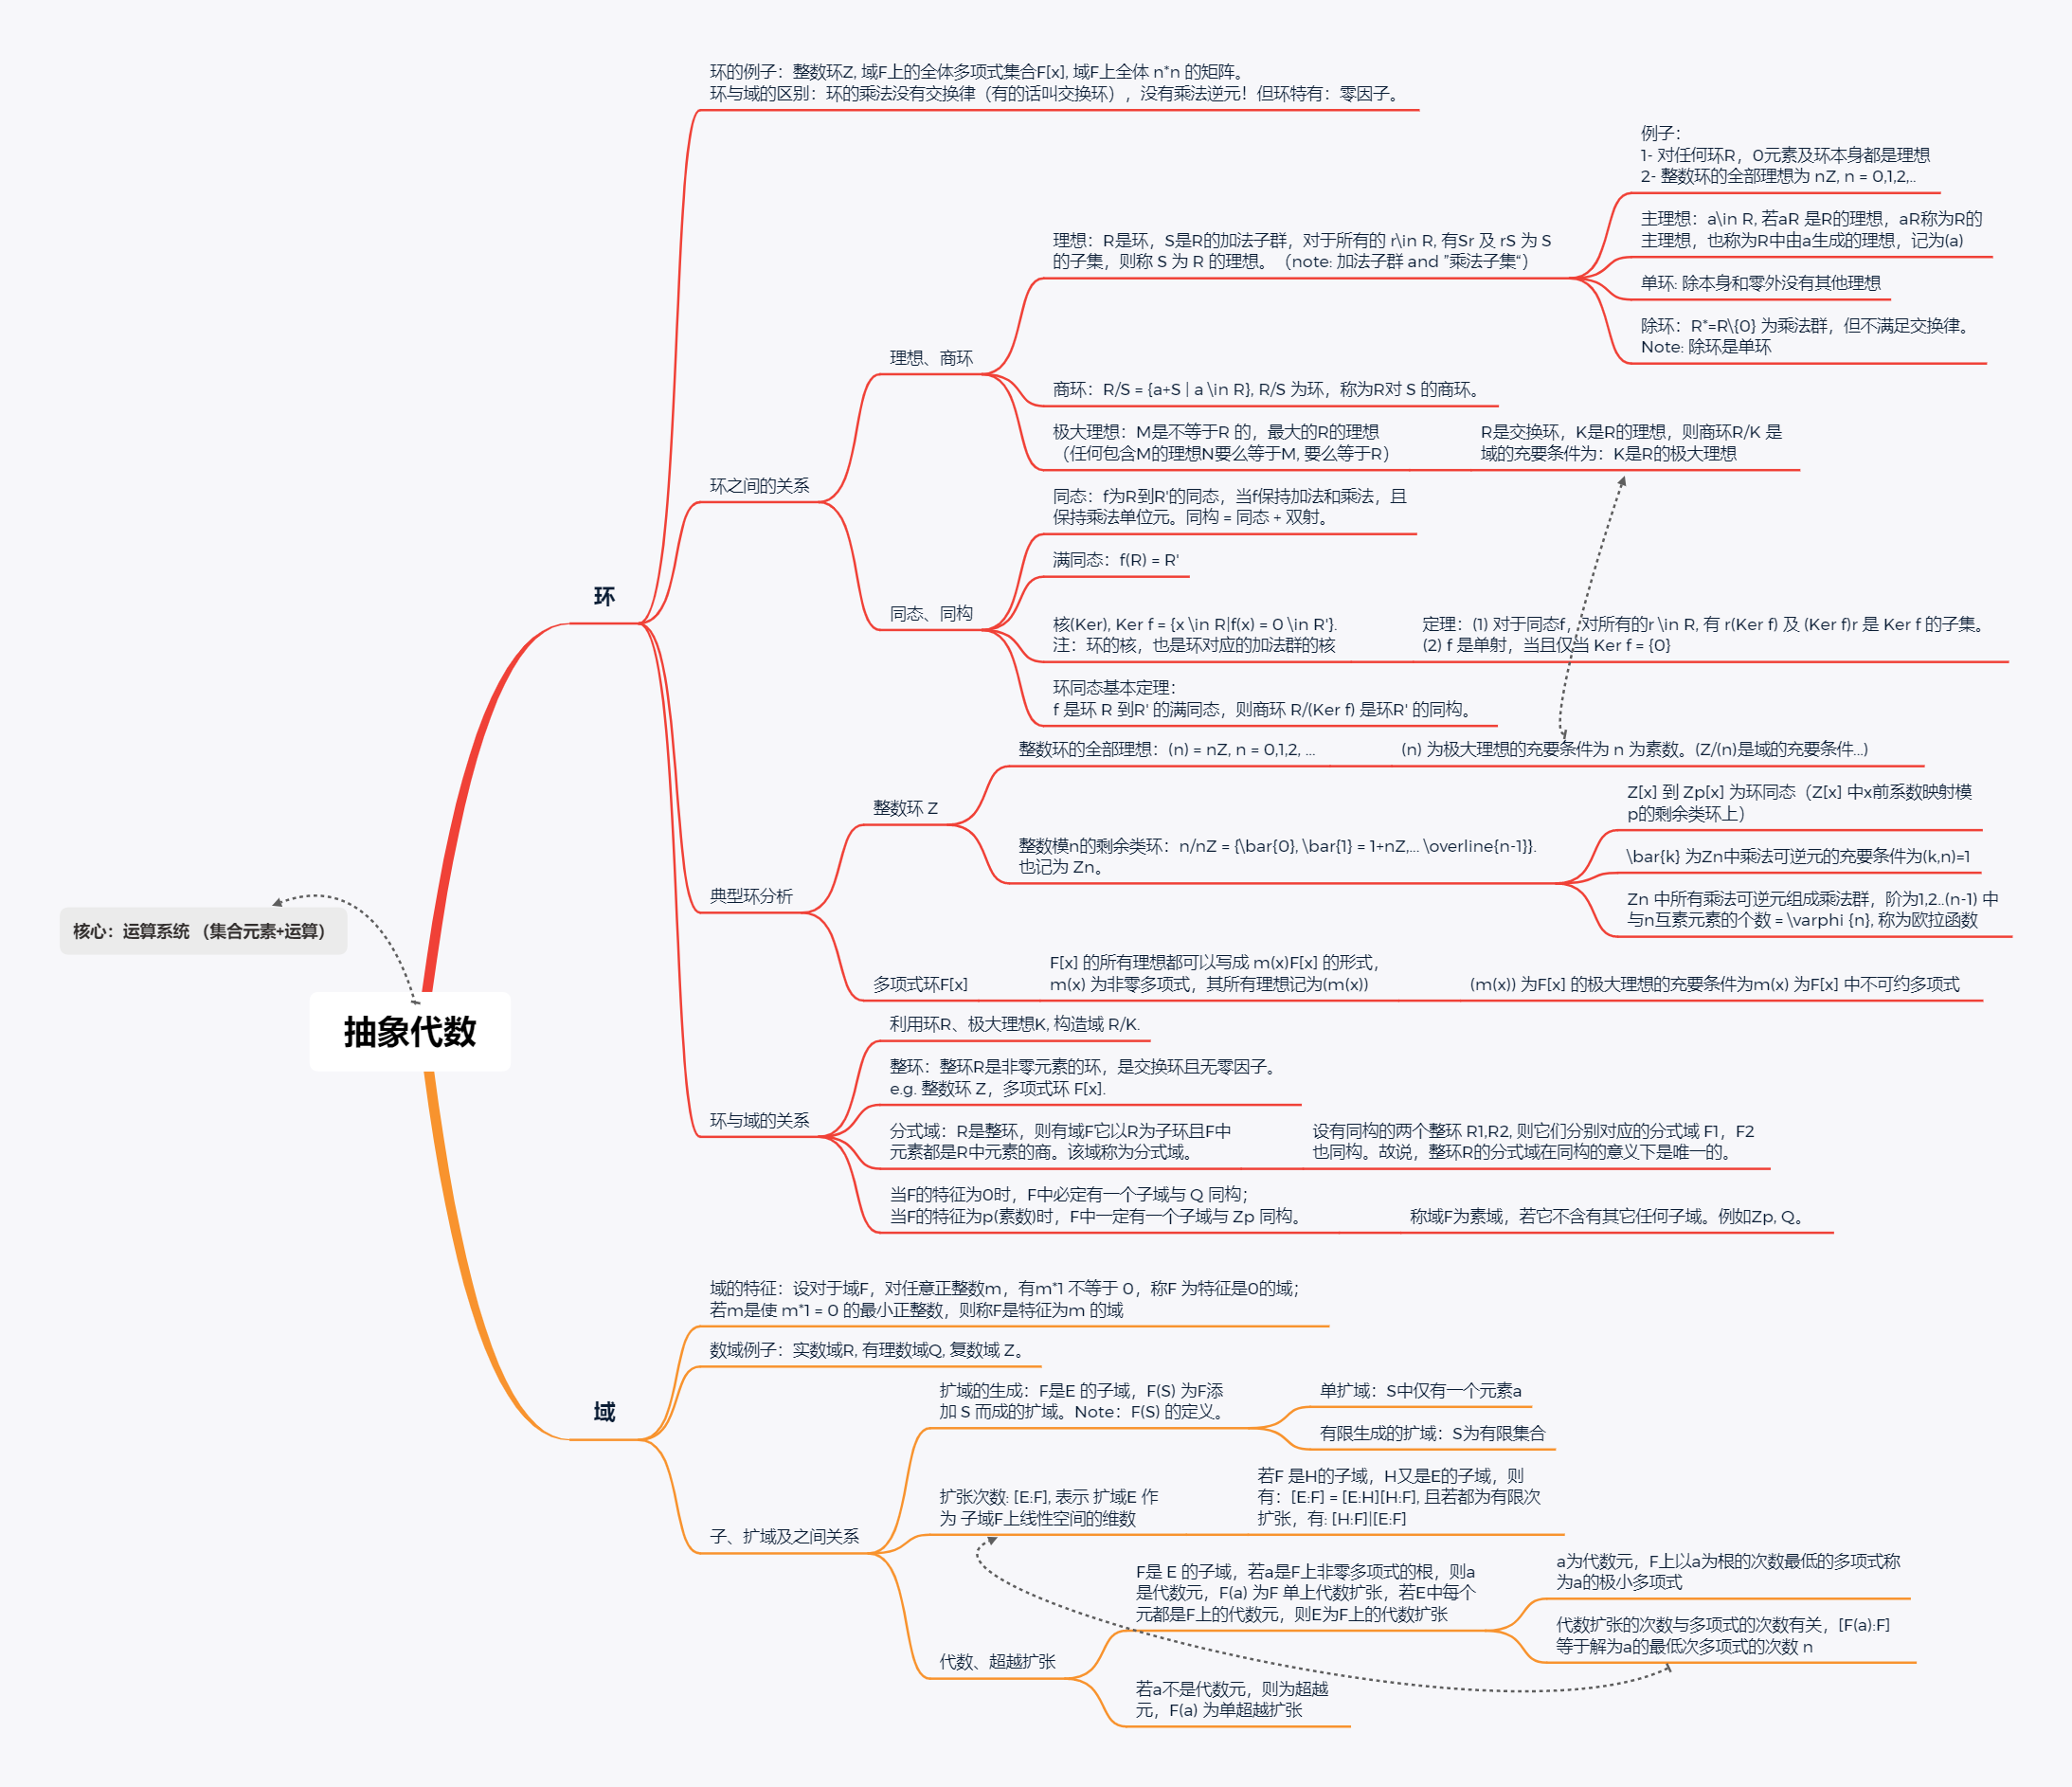 核心：运算系统 （集合元素+运算）
抽象代数
环
环的例子：整数环Z, 域F上的全体多项式集合F[x], 域F上全体 n*n 的矩阵。
环与域的区别：环的乘法没有交换律（有的话叫交换环），没有乘法逆元！但环特有：零因子。
环之间的关系
理想、商环
理想：R是环，S是R的加法子群，对于所有的 r\in R, 有Sr 及 rS 为 S
的子集，则称 S 为 R 的理想。（note: 加法子群 and ”乘法子集“）
例子：
1- 对任何环R，0元素及环本身都是理想
2- 整数环的全部理想为 nZ, n = 0,1,2,..
主理想：a\in R, 若aR 是R的理想，aR称为R的
主理想，也称为R中由a生成的理想，记为(a)
单环: 除本身和零外没有其他理想
除环：R*=R\{0} 为乘法群，但不满足交换律。
Note: 除环是单环
商环：R/S = {a+S | a \in R}, R/S 为环，称为R对 S 的商环。
极大理想：M是不等于R 的，最大的R的理想
（任何包含M的理想N要么等于M, 要么等于R）
R是交换环，K是R的理想，则商环R/K 是
域的充要条件为：K是R的极大理想
同态、同构
同态：f为R到R'的同态，当f保持加法和乘法，且
保持乘法单位元。同构 = 同态 + 双射。
满同态：f(R) = R'
核(Ker), Ker f = {x \in R|f(x) = 0 \in R'}.
注：环的核，也是环对应的加法群的核
定理：(1) 对于同态f，对所有的r \in R, 有 r(Ker f) 及 (Ker f)r 是 Ker f 的子集。
(2) f 是单射，当且仅当 Ker f = {0}
环同态基本定理：
f 是环 R 到R' 的满同态，则商环 R/(Ker f) 是环R' 的同构。
典型环分析
整数环 Z
整数环的全部理想：(n) = nZ, n = 0,1,2, ...
(n) 为极大理想的充要条件为 n 为素数。(Z/(n)是域的充要条件...)
整数模n的剩余类环：n/nZ = {\bar{0}, \bar{1} = 1+nZ,... \overline{n-1}}.
也记为 Zn。
Z[x] 到 Zp[x] 为环同态（Z[x] 中x前系数映射模
p的剩余类环上）
\bar{k} 为Zn中乘法可逆元的充要条件为(k,n)=1
Zn 中所有乘法可逆元组成乘法群，阶为1,2..(n-1) 中
与n互素元素的个数 = \varphi {n}, 称为欧拉函数
多项式环F[x]
F[x] 的所有理想都可以写成 m(x)F[x] 的形式，
m(x) 为非零多项式，其所有理想记为(m(x))
(m(x)) 为F[x] 的极大理想的充要条件为m(x) 为F[x] 中不可约多项式
环与域的关系
利用环R、极大理想K, 构造域 R/K.
整环：整环R是非零元素的环，是交换环且无零因子。
e.g. 整数环 Z，多项式环 F[x].
分式域：R是整环，则有域F它以R为子环且F中
元素都是R中元素的商。该域称为分式域。
设有同构的两个整环 R1,R2, 则它们分别对应的分式域 F1，F2
也同构。故说，整环R的分式域在同构的意义下是唯一的。
当F的特征为0时，F中必定有一个子域与 Q 同构；
当F的特征为p(素数)时，F中一定有一个子域与 Zp 同构。
称域F为素域，若它不含有其它任何子域。例如Zp, Q。
域
域的特征：设对于域F，对任意正整数m，有m*1 不等于 0，称F 为特征是0的域；
若m是使 m*1 = 0 的最小正整数，则称F是特征为m 的域
数域例子：实数域R, 有理数域Q, 复数域 Z。
子、扩域及之间关系
扩域的生成：F是E 的子域，F(S) 为F添
加 S 而成的扩域。Note：F(S) 的定义。
单扩域：S中仅有一个元素a
有限生成的扩域：S为有限集合
扩张次数: [E:F], 表示 扩域E 作
为 子域F上线性空间的维数
若F 是H的子域，H又是E的子域，则
有：[E:F] = [E:H][H:F], 且若都为有限次
扩张，有: [H:F]|[E:F]
代数、超越扩张
F是 E 的子域，若a是F上非零多项式的根，则a
是代数元，F(a) 为F 单上代数扩张，若E中每个
元都是F上的代数元，则E为F上的代数扩张
a为代数元，F上以a为根的次数最低的多项式称
为a的极小多项式
代数扩张的次数与多项式的次数有关，[F(a):F]
等于解为a的最低次多项式的次数 n
若a不是代数元，则为超越
元，F(a) 为单超越扩张